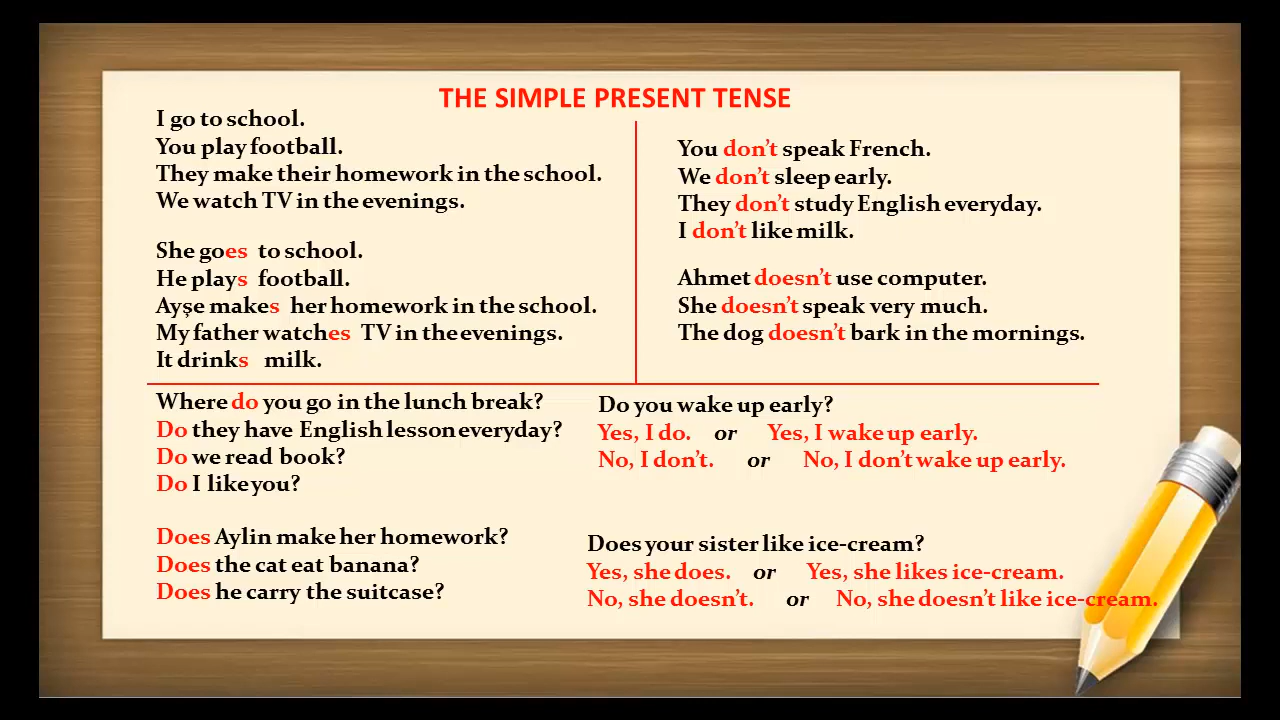 THE SIMPLE PRESENT TENSE
I go to school.
You play football.
They make their homework in the school.
We watch TV in the evenings.
She goes to school.
He plays football.
Ayşe makes her homework in the school.
My father watches TV in the evenings.
It drinks milk.
You don't speak French.
We don't sleep early.
They don't study English everyday.
I don't like milk.
Ahmet doesn't use computer.
She doesn't speak very much.
The dog doesn't bark in the mornings.
Where do you go in the lunch break?
Do they have English lesson everyday?
Do we read book?
Do I like you?
Does Aylin make her homework?
Does the cat eat banana?
Does he carry the suitcase?
Do you wake up early?
Yes, I do. or Yes, I wake up early.
No, I don't. or No, I don't wake up early.
Does your sister like ice-cream?
Yes, she does. or Yes, she likes ice-cream.
No, she doesn't. or No, she doesn't like ice-cream.